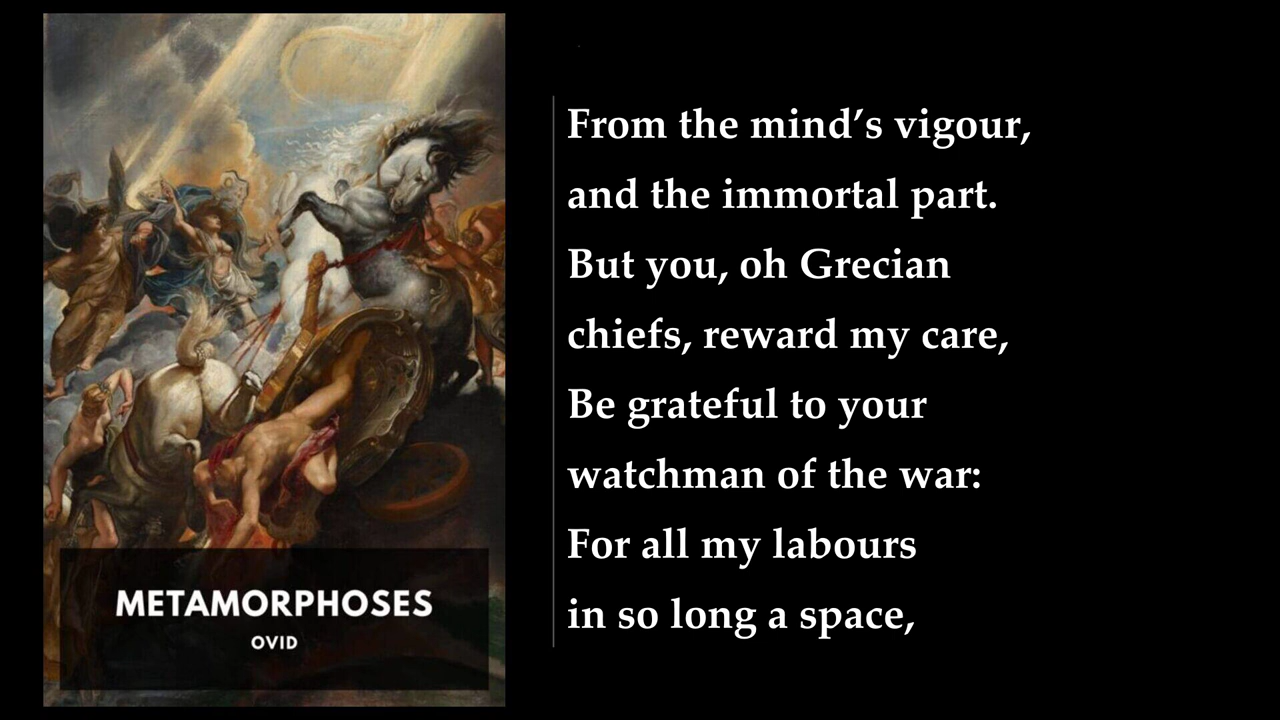 METAMORPHOSES
OVID
From the mind’s vigour,
and the immortal part.
But you, oh Grecian
chiefs, reward my care,
Be grateful to your
watchman of the war:
For all my labours
in so long a space,